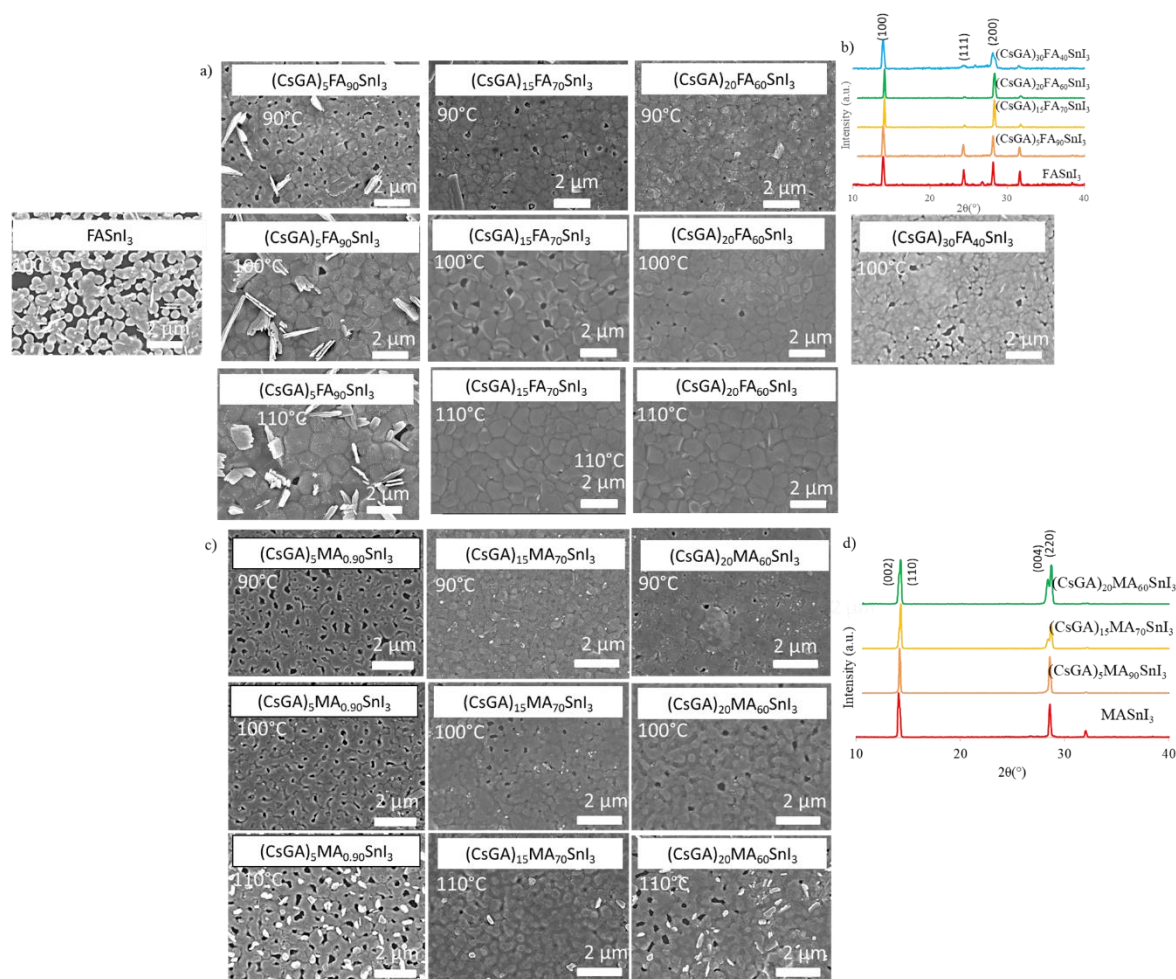 a)
(CsGA)₅FA₉₀SnI₃
90°C
2 μm
(CsGA)₁₅FA₇₀SnI₃
90°C
2 μm
(CsGA)₂₀FA₆₀SnI₃
90°C
2 μm
b)
(100)
(111)
(200)
(CsGA)₃₀FA₄₀SnI₃
(CsGA)₂₀FA₆₀SnI₃
(CsGA)₁₅FA₇₀SnI₃
(CsGA)₅FA₉₀SnI₃
FASnI₃
Intensity (a.u.)
10 20 30 40
2θ(°)
FASnI₃
100°C
2 μm
(CsGA)₅FA₉₀SnI₃
100°C
2 μm
(CsGA)₁₅FA₇₀SnI₃
100°C
2 μm
(CsGA)₂₀FA₆₀SnI₃
100°C
2 μm
(CsGA)₃₀FA₄₀SnI₃
100°C
2 μm
(CsGA)₅FA₉₀SnI₃
110°C
2 μm
(CsGA)₁₅FA₇₀SnI₃
110°C
110°C
2 μm
(CsGA)₂₀FA₆₀SnI₃
110°C
2 μm
c)
(CsGA)₅MA₀.₉₀SnI₃
90°C
2 μm
(CsGA)₁₅MA₇₀SnI₃
90°C
2 μm
(CsGA)₂₀MA₆₀SnI₃
90°C
2 μm
d)
(002)
(110)
(004)
(220)
(CsGA)₂₀MA₆₀SnI₃
(CsGA)₁₅MA₇₀SnI₃
(CsGA)₅MA₉₀SnI₃
MASnI₃
Intensity (a.u.)
10 20 30 40
2θ(°)
(CsGA)₅MA₀.₉₀SnI₃
100°C
2 μm
(CsGA)₁₅MA₇₀SnI₃
100°C
2 μm
(CsGA)₂₀MA₆₀SnI₃
100°C
2 μm
(CsGA)₅MA₀.₉₀SnI₃
110°C
2 μm
(CsGA)₁₅MA₇₀SnI₃
110°C
2 μm
(CsGA)₂₀MA₆₀SnI₃
110°C
2 μm